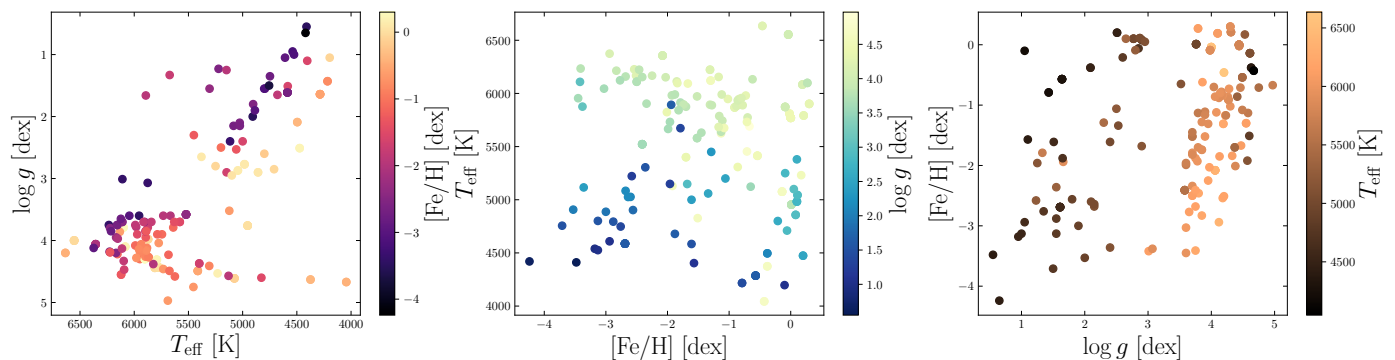 log g [dex]
1
2
3
4
5
6500 6000 5500 5000 4500 4000
T_eff [K]
0
−1
−2
−3
−4
[Fe/H] [dex]
T_eff [K]
6500
6000
5500
5000
4500
4000
−4 −3 −2 −1 0
[Fe/H] [dex]
4.5
4.0
3.5
3.0
2.5
2.0
1.5
1.0
log g [dex]
[Fe/H] [dex]
0
−1
−2
−3
−4
1 2 3 4 5
log g [dex]
6500
6000
5500
5000
4500
T_eff [K]